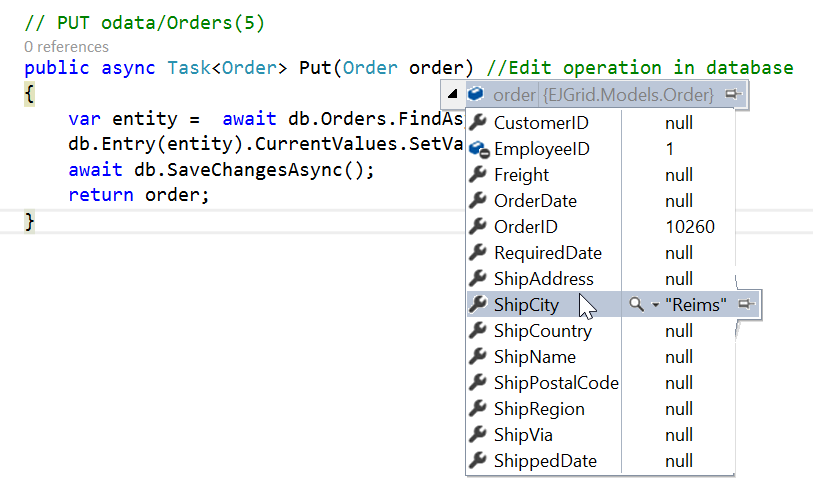 // PUT odata/Orders(5)
0 references
public async Task<Order> Put(Order order) //Edit operation in database
{
order {EJGrid.Models.Order}
var entity =  await db.Orders.FindAs
CustomerID null
db.Entry(entity).CurrentValues.SetVa
EmployeeID 1
await db.SaveChangesAsync();
Freight null
return order;
OrderDate null
}
OrderID 10260
RequiredDate null
ShipAddress null
ShipCity "Reims"
ShipCountry null
ShipName null
ShipPostalCode null
ShipRegion null
ShipVia null
ShippedDate null